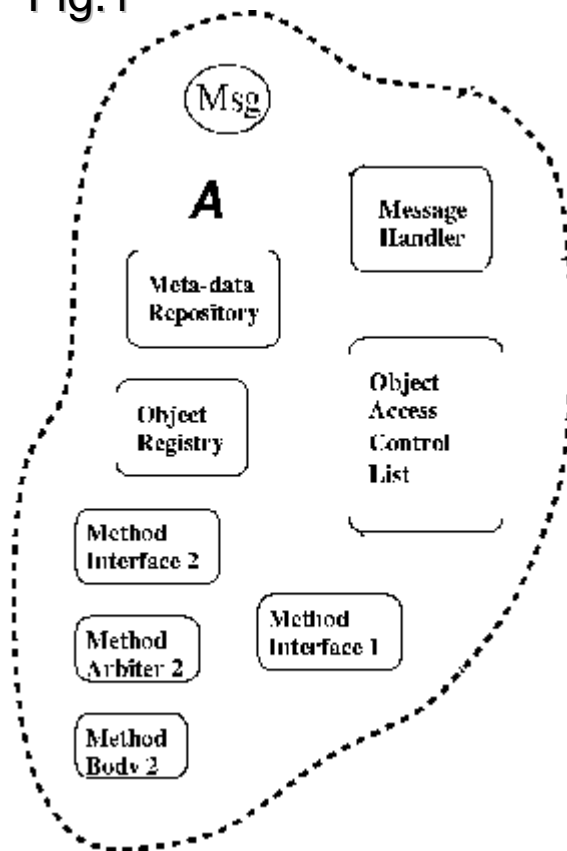 Fig.1
Msg
A
Message
Handler
Meta-data
Repository
Object
Access
Control
List
Object
Registry
Method
Interface 2
Method
Interface 1
Method
Arbiter 2
Method
Body 2